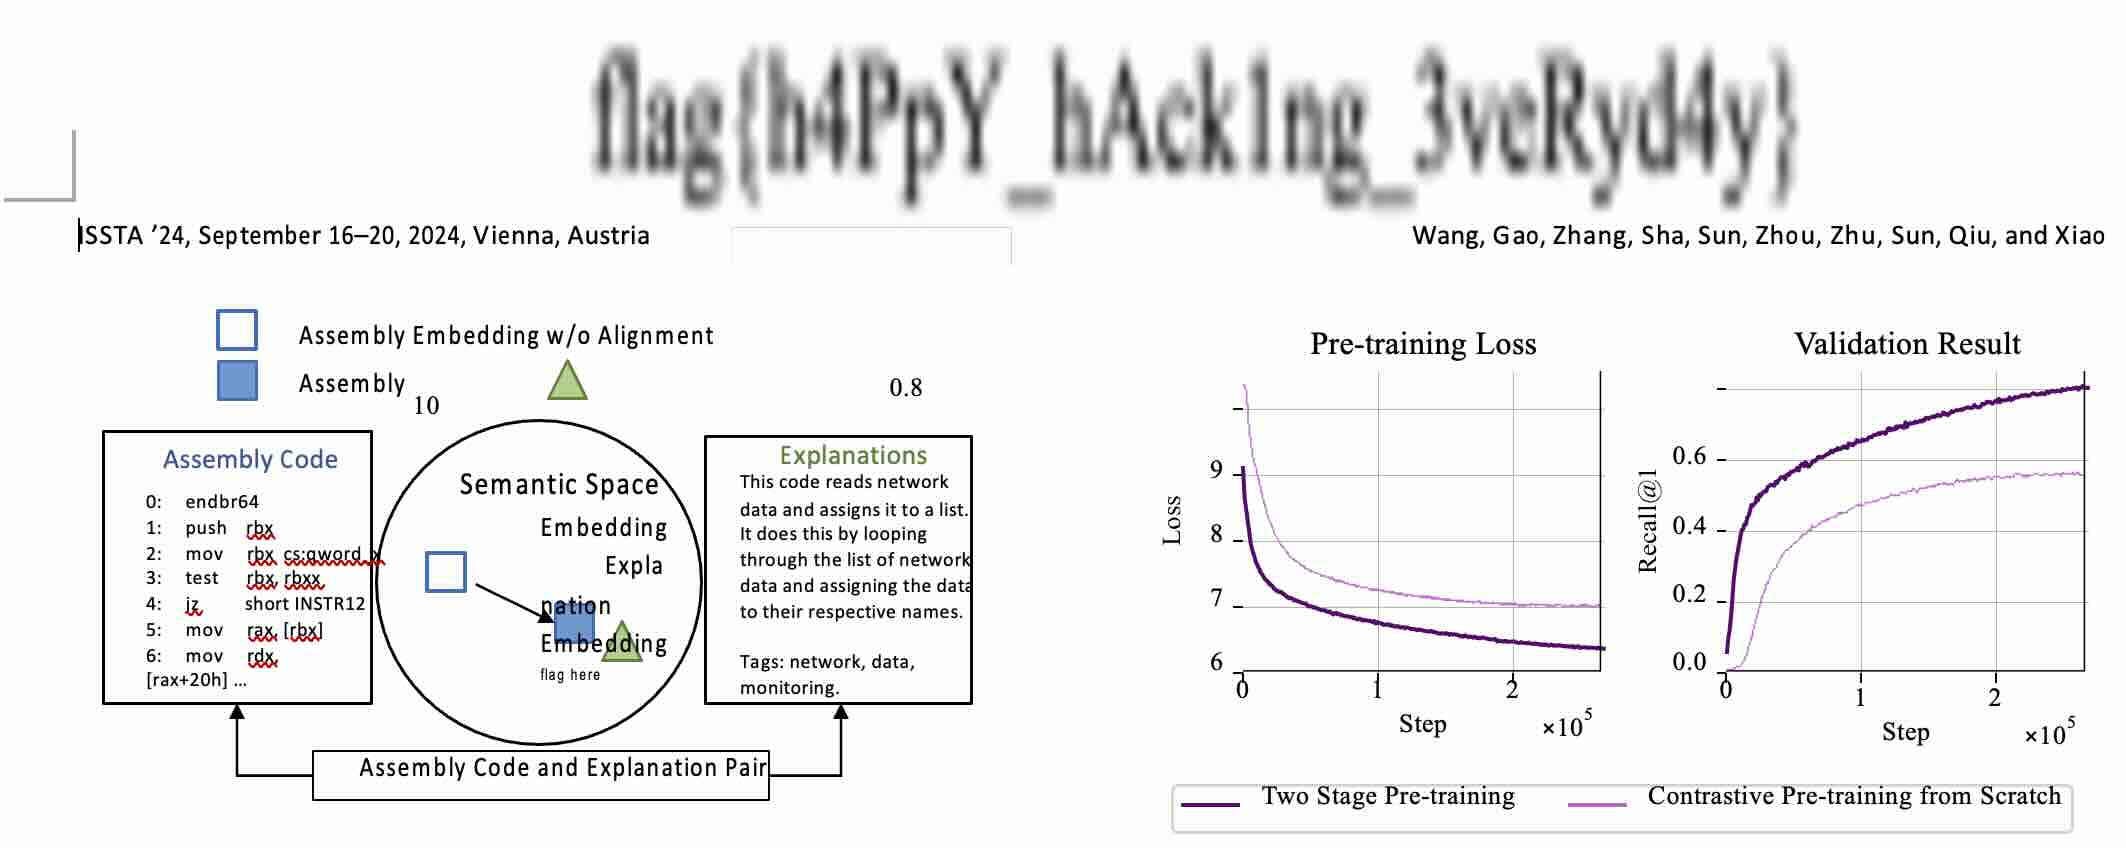 flag{h4PpY_hAck1ng_3veRyd4y}
ISSTA ’24, September 16–20, 2024, Vienna, Austria
Wang, Gao, Zhang, Sha, Sun, Zhou, Zhu, Sun, Qiu, and Xiao
Assembly Embedding w/o Alignment
Assembly
10
0.8
Assembly Code
0: endbr64
1: push rbx
2: mov rbx cs:qword_x
3: test rbx, rbxx
4: jz short INSTR12
5: mov rax, [rbx]
6: mov rdx,
[rax+20h] ...
Semantic Space
Embedding
Expla
nation
Embedding
flag here
Explanations
This code reads network
data and assigns it to a list.
It does this by looping
through the list of network
data and assigning the data
to their respective names.
Tags: network, data,
monitoring.
Assembly Code and Explanation Pair
Pre-training Loss
Loss
9
8
7
6
0 1 2
Step
×10⁵
Validation Result
Recall@1
0.6
0.4
0.2
0.0
0 1 2
Step
×10⁵
Two Stage Pre-training
Contrastive Pre-training from Scratch